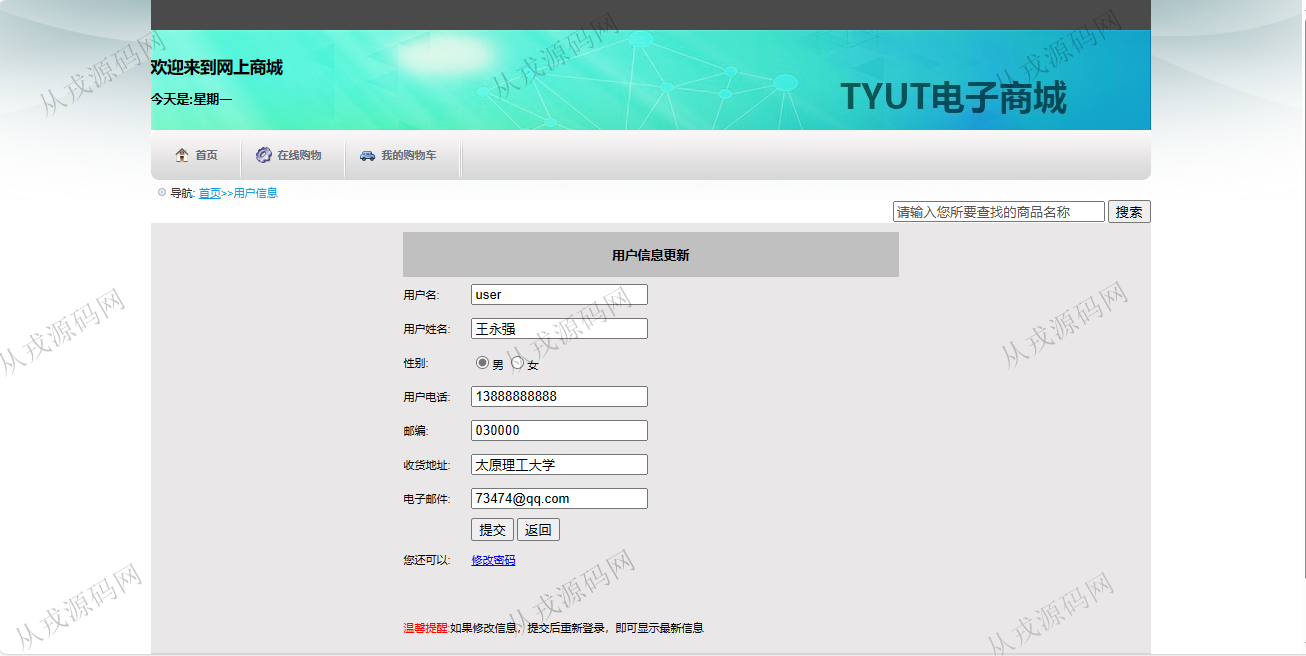 欢迎来到网上商城
今天是:星期一
TYUT电子商城
首页 在线购物 我的购物车
导航: 首页>>用户信息
请输入您所要查找的商品名称 搜索
用户信息更新
用户名: user
用户姓名: 王永强
性别: 男 女
用户电话: 13888888888
邮编: 030000
收货地址: 太原理工大学
电子邮件: 73474@qq.com
提交 返回
您还可以: 修改密码
温馨提醒:如果修改信息，提交后重新登录，即可显示最新信息
从戎源码网
从戎源码网
从戎源码网
从戎源码网
从戎源码网
从戎源码网
从戎源码网
从戎源码网
从戎源码网